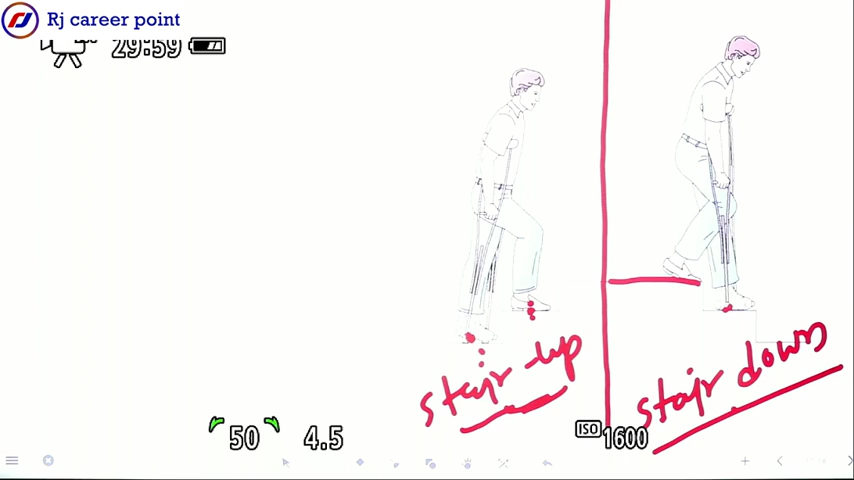 Rj career point
29:59
stair up
stair down
50 4.5
ISO 1600